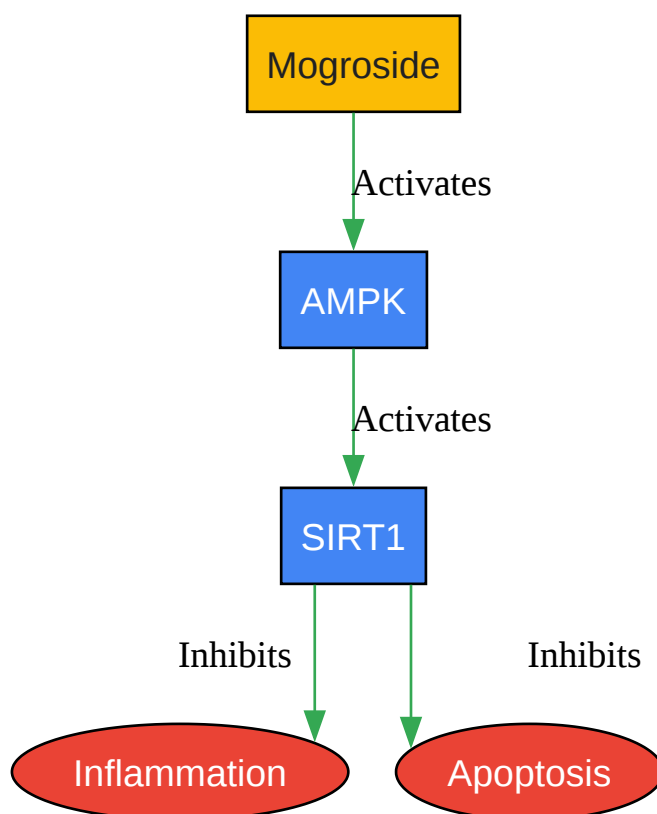 Mogroside
Activates
AMPK
Activates
SIRT1
Inhibits
Inhibits
Inflammation
Apoptosis